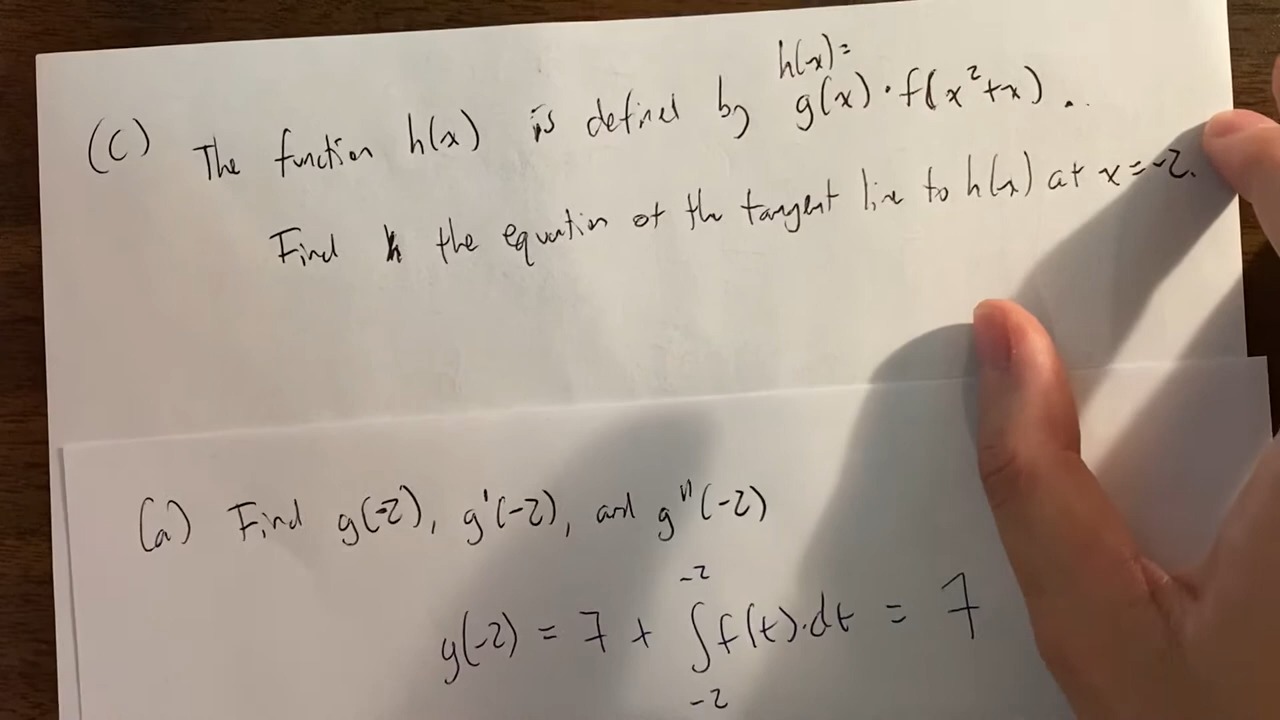 (C) The function h(x) is defined by h(x)= g(x)·f(x²+x).
Find the equation of the tangent line to h(x) at x=-2.
(a) Find g(-2), g'(-2), and g"(-2)
g(-2) = 7 + ∫_{-2}^{-2} f(t)·dt = 7